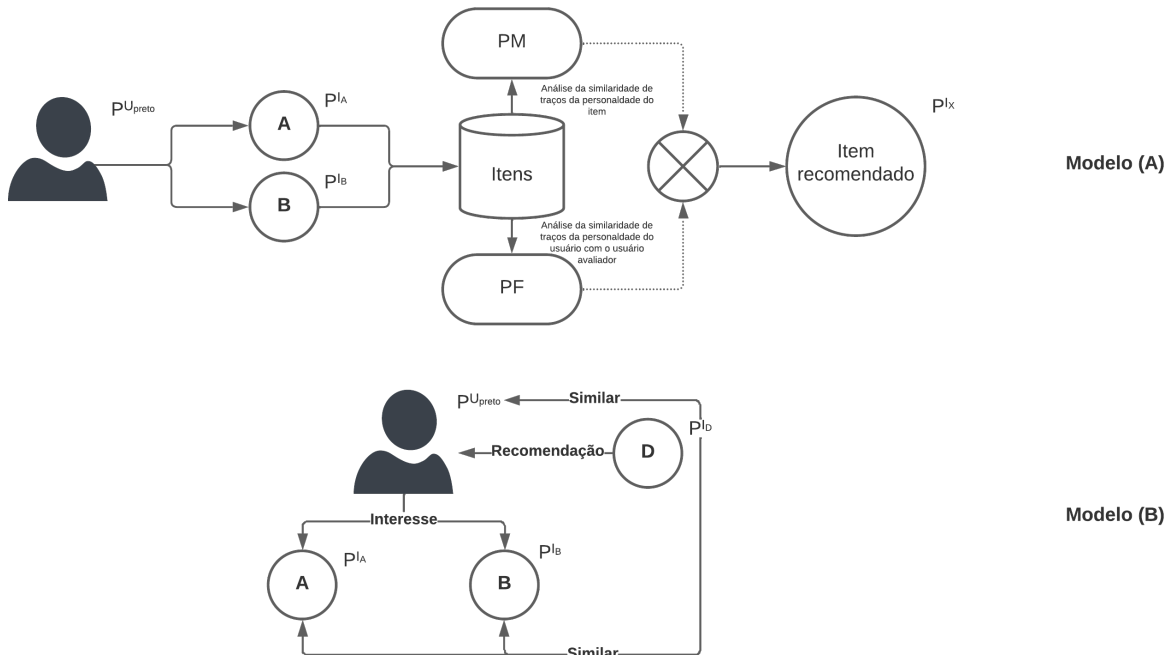 PM
P^U_preto
P^I_A
A
Análise da similaridade de
traços da personaldade do
item
P^I_X
Itens
Item
recomendado
Modelo (A)
P^I_B
B
Análise da similaridade de
traços da personaldade do
usuário com o usuário
avaliador
PF
P^U_preto
Similar
P^I_D
Recomendação
D
Modelo (B)
Interesse
P^I_A
A
P^I_B
B
Similar